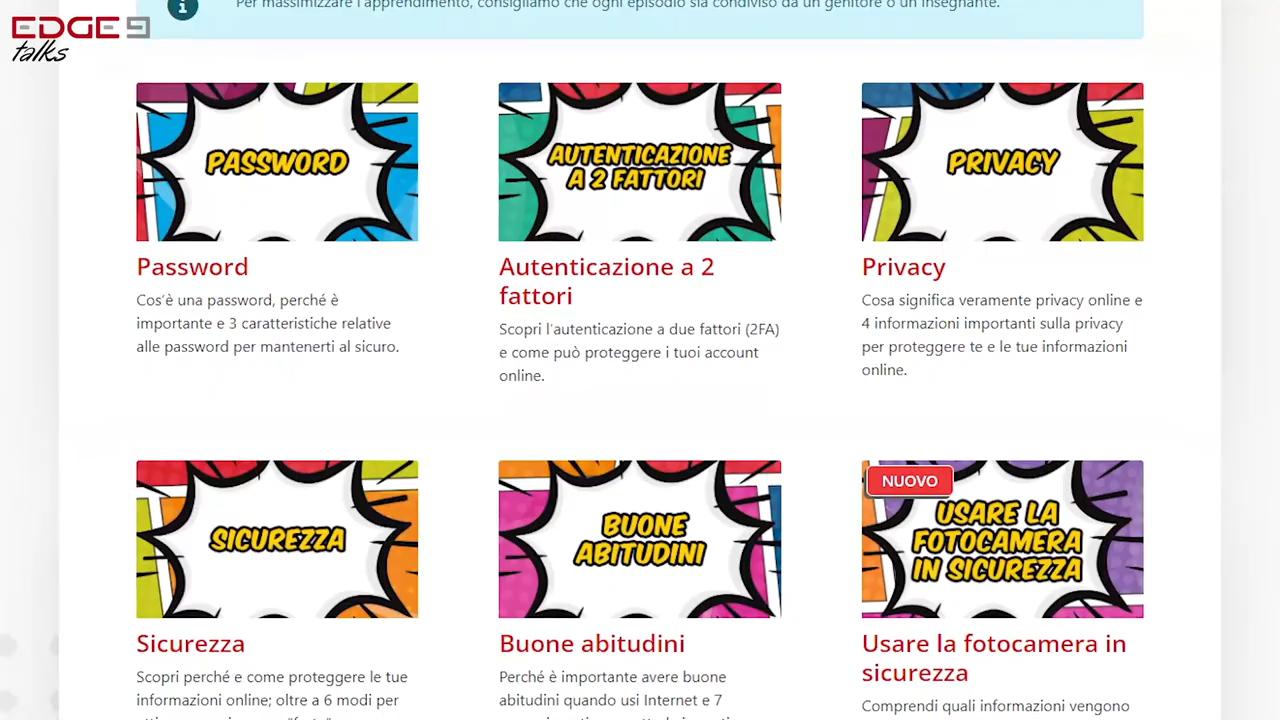 EDGE9
talks
Per massimizzare l'apprendimento, consigliamo che ogni episodio sia condiviso da un genitore o un insegnante.
PASSWORD
Password
Cos'è una password, perché è
importante e 3 caratteristiche relative
alle password per mantenerti al sicuro.
AUTENTICAZIONE
A 2 FATTORI
Autenticazione a 2
fattori
Scopri l'autenticazione a due fattori (2FA)
e come può proteggere i tuoi account
online.
PRIVACY
Privacy
Cosa significa veramente privacy online e
4 informazioni importanti sulla privacy
per proteggere te e le tue informazioni
online.
SICUREZZA
Sicurezza
Scopri perché e come proteggere le tue
informazioni online; oltre a 6 modi per
BUONE
ABITUDINI
Buone abitudini
Perché è importante avere buone
abitudini quando usi Internet e 7
NUOVO
USARE LA
FOTOCAMERA
IN SICUREZZA
Usare la fotocamera in
sicurezza
Comprendi quali informazioni vengono